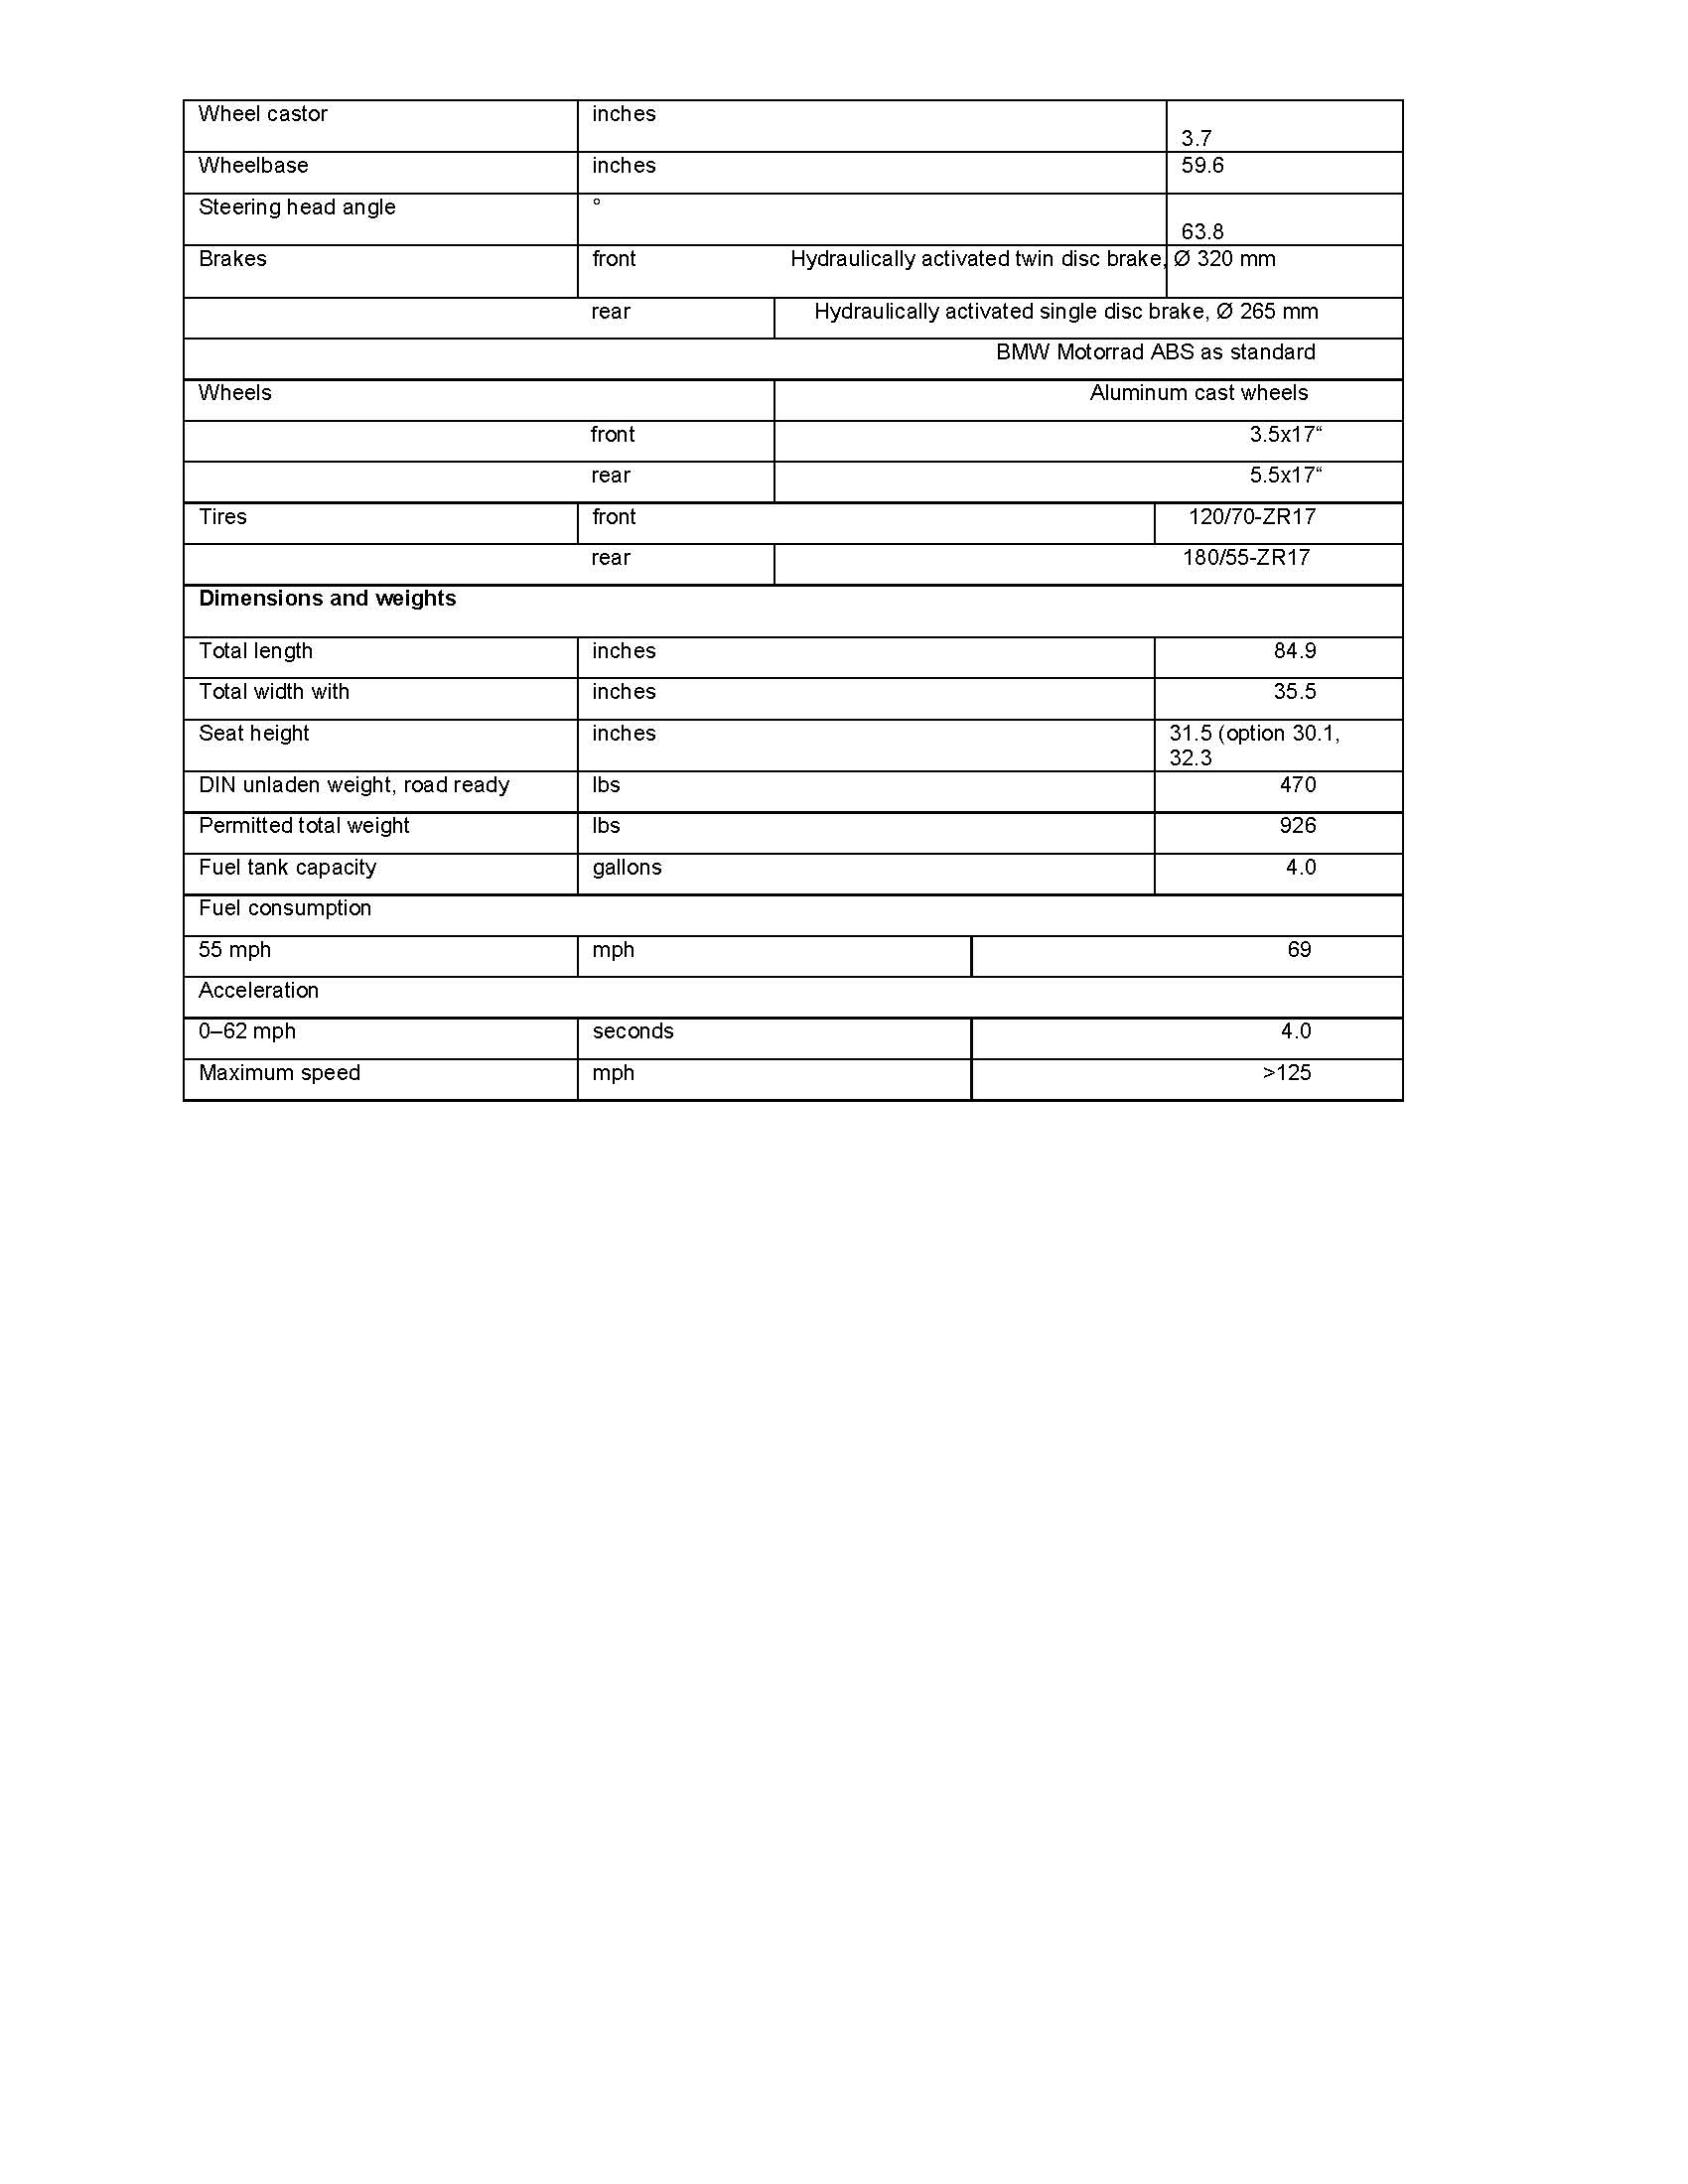 Wheel castor inches 3.7
Wheelbase inches 59.6
Steering head angle ° 63.8
Brakes front Hydraulically activated twin disc brake, Ø 320 mm
rear Hydraulically activated single disc brake, Ø 265 mm
BMW Motorrad ABS as standard
Wheels Aluminum cast wheels
front 3.5x17“
rear 5.5x17“
Tires front 120/70-ZR17
rear 180/55-ZR17
Dimensions and weights
Total length inches 84.9
Total width with inches 35.5
Seat height inches 31.5 (option 30.1,
32.3
DIN unladen weight, road ready lbs 470
Permitted total weight lbs 926
Fuel tank capacity gallons 4.0
Fuel consumption
55 mph mph 69
Acceleration
0–62 mph seconds 4.0
Maximum speed mph >125